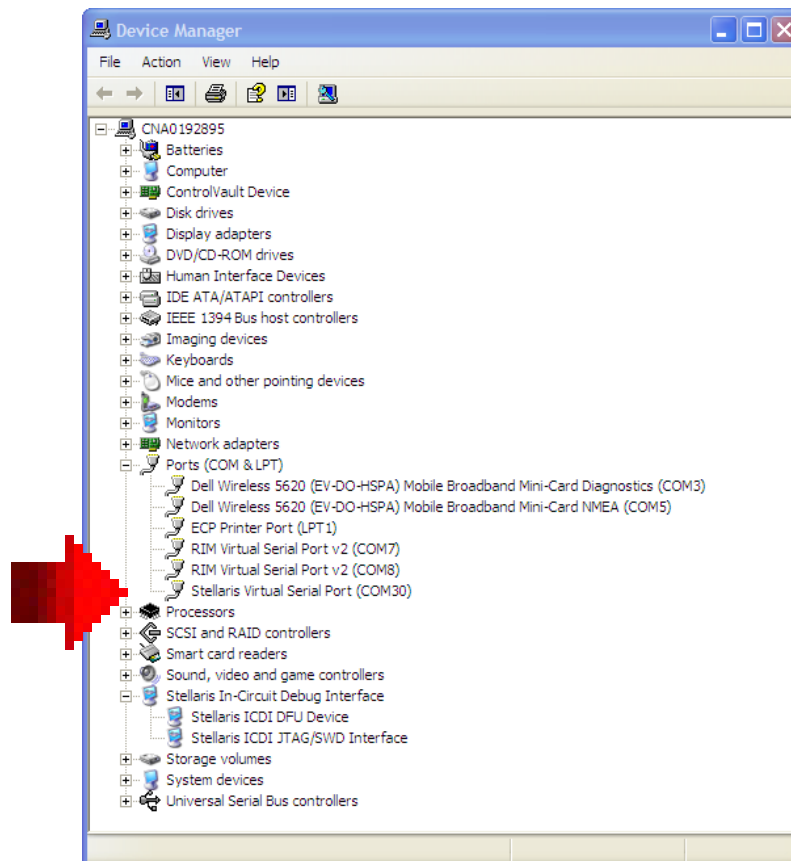 Device Manager
File Action View Help
CNA0192895
Batteries
Computer
ControlVault Device
Disk drives
Display adapters
DVD/CD-ROM drives
Human Interface Devices
IDE ATA/ATAPI controllers
IEEE 1394 Bus host controllers
Imaging devices
Keyboards
Mice and other pointing devices
Modems
Monitors
Network adapters
Ports (COM & LPT)
Dell Wireless 5620 (EV-DO-HSPA) Mobile Broadband Mini-Card Diagnostics (COM3)
Dell Wireless 5620 (EV-DO-HSPA) Mobile Broadband Mini-Card NMEA (COM5)
ECP Printer Port (LPT1)
RIM Virtual Serial Port v2 (COM7)
RIM Virtual Serial Port v2 (COM8)
Stellaris Virtual Serial Port (COM30)
Processors
SCSI and RAID controllers
Smart card readers
Sound, video and game controllers
Stellaris In-Circuit Debug Interface
Stellaris ICDI DFU Device
Stellaris ICDI JTAG/SWD Interface
Storage volumes
System devices
Universal Serial Bus controllers